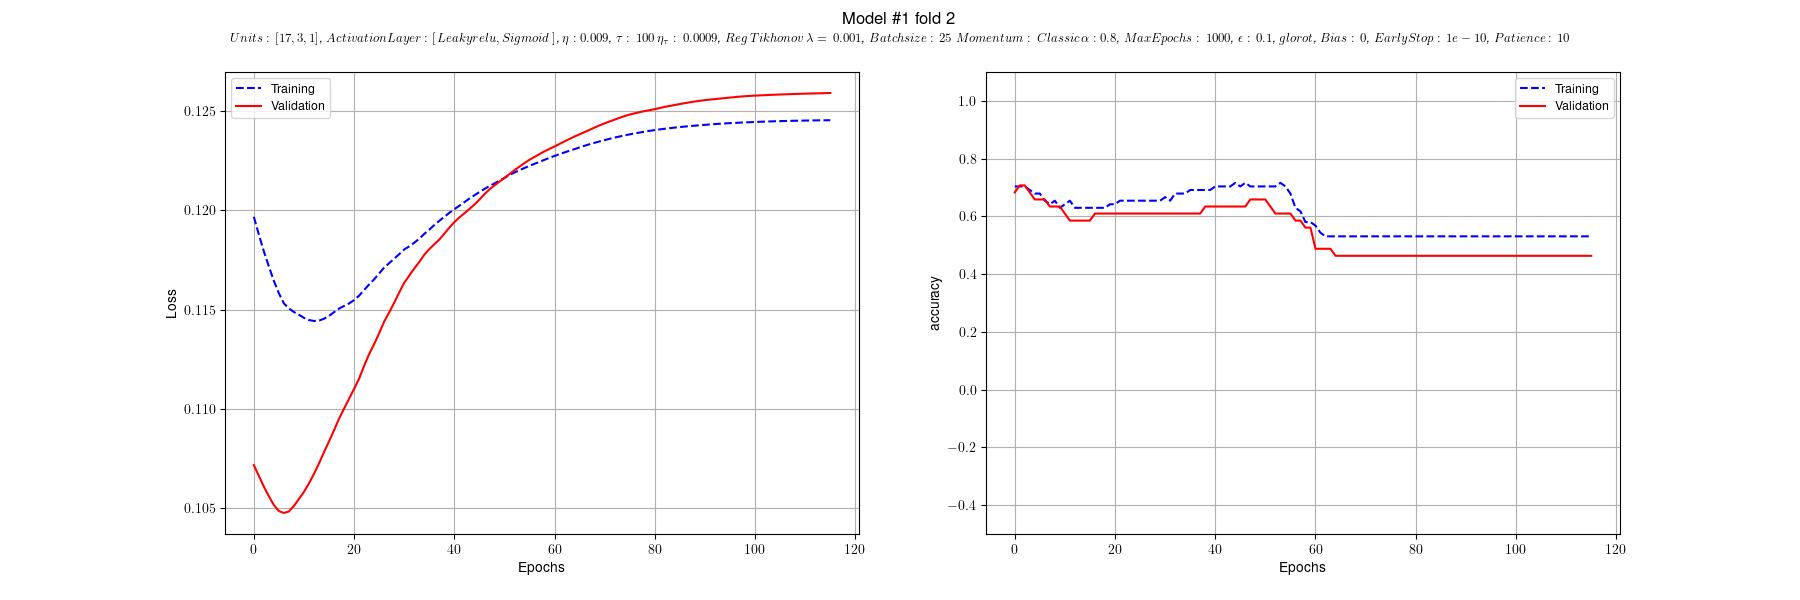 Model #1 fold 2
Units : [17, 3, 1], ActivationLayer : [Leakyrelu, Sigmoid ], η : 0.009, τ : 100 η_τ : 0.0009, Reg Tikhonov λ = 0.001, Batchsize : 25 Momentum : Classic α : 0.8, MaxEpochs : 1000, ϵ : 0.1, glorot, Bias : 0, EarlyStop : 1e − 10, Patience : 10
Training
Validation
0.125
0.120
0.115
0.110
0.105
Loss
0 20 40 60 80 100 120
Epochs
Training
Validation
1.0
0.8
0.6
0.4
0.2
0.0
−0.2
−0.4
accuracy
0 20 40 60 80 100 120
Epochs